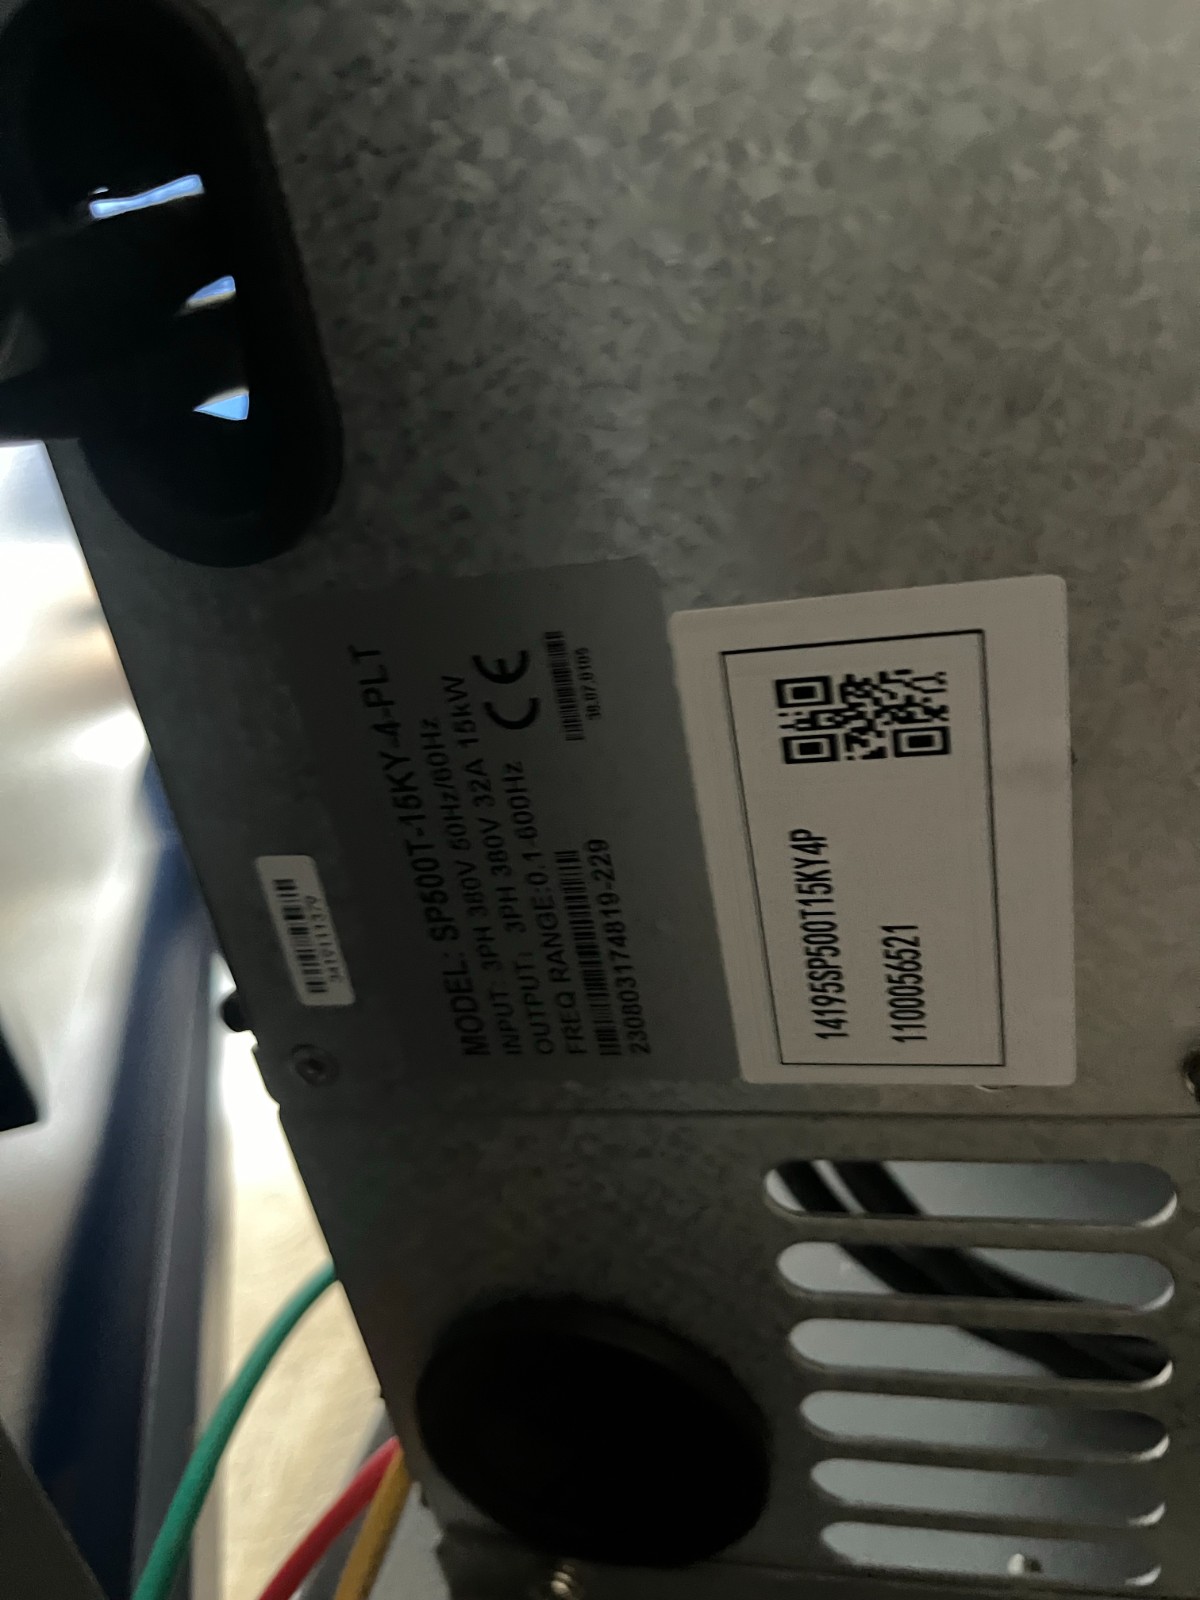 MODEL: SP500T-15KY-4-PLT
INPUT: 3PH 380V 50Hz/60Hz
OUTPUT: 3PH 380V 32A 15kW
FREQ RANGE:0.1-600Hz
CE
230803174819-229
14195SP500T15KY4P
1100056521